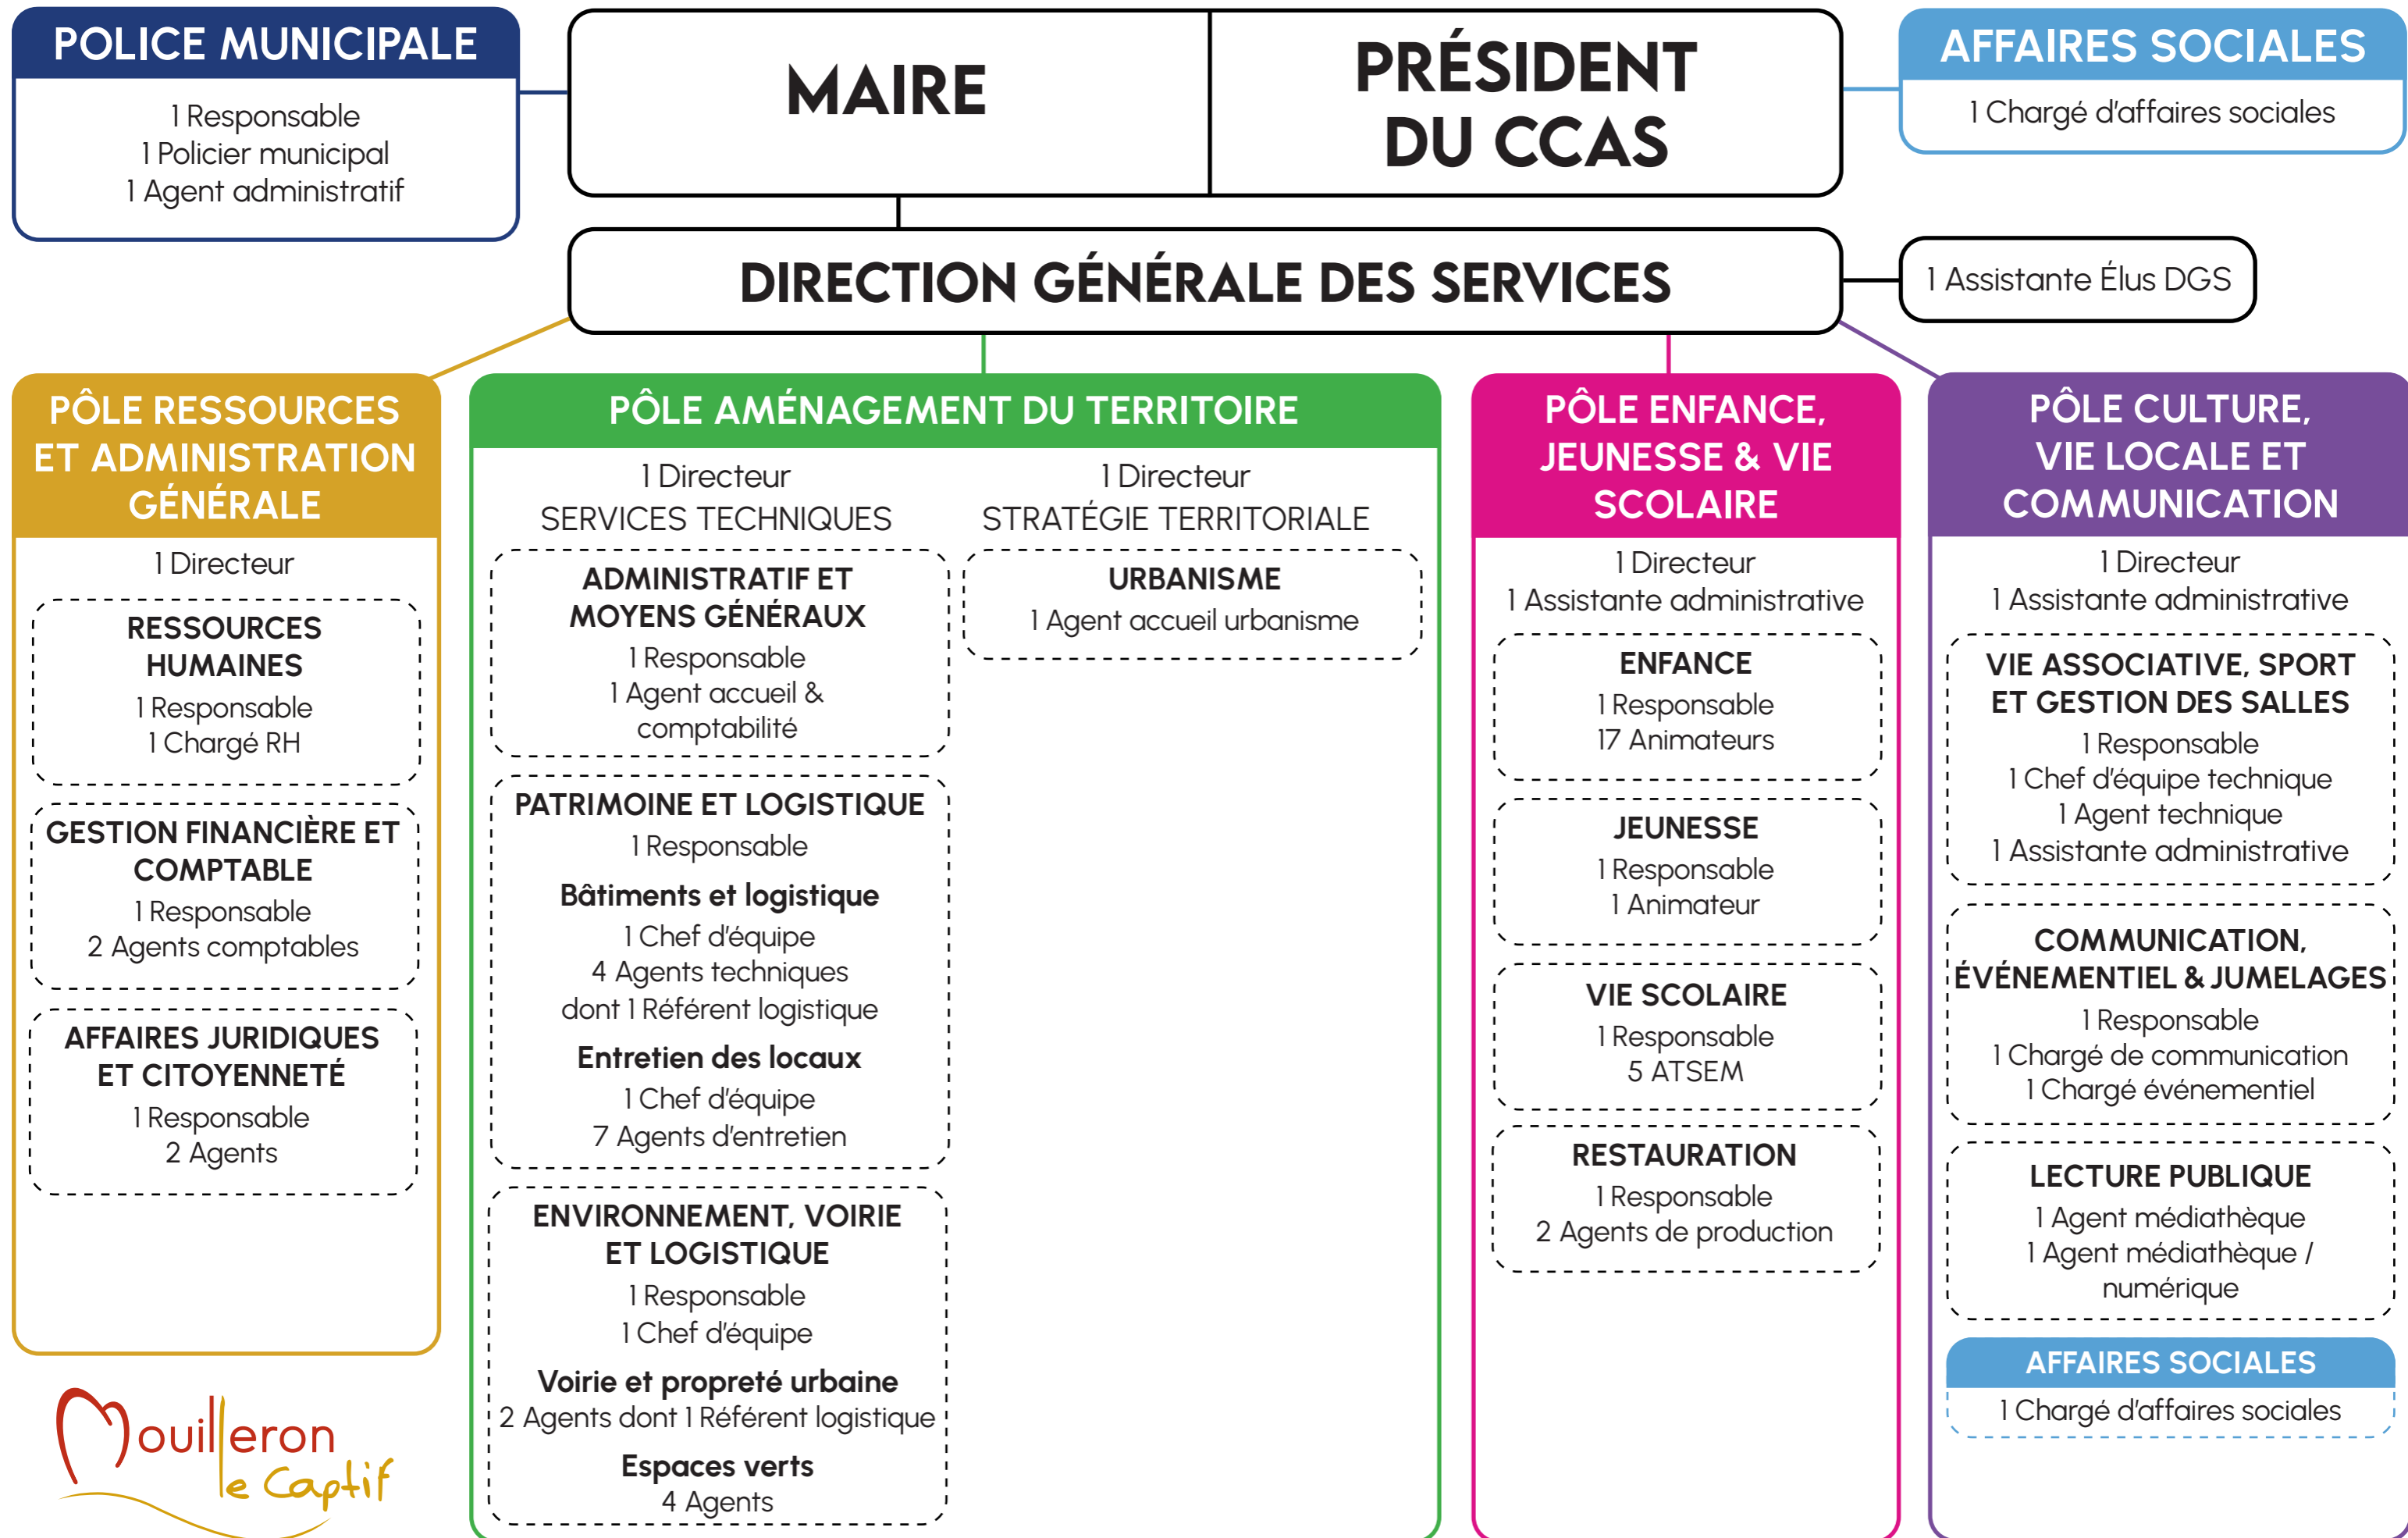 POLICE MUNICIPALE
1 Responsable
1 Policier municipal
1 Agent administratif
MAIRE
PRÉSIDENT
DU CCAS
AFFAIRES SOCIALES
1 Chargé d'affaires sociales
DIRECTION GÉNÉRALE DES SERVICES
1 Assistante Élus DGS
PÔLE RESSOURCES
ET ADMINISTRATION
GÉNÉRALE
1 Directeur
RESSOURCES
HUMAINES
1 Responsable
1 Chargé RH
GESTION FINANCIÈRE ET
COMPTABLE
1 Responsable
2 Agents comptables
AFFAIRES JURIDIQUES
ET CITOYENNETÉ
1 Responsable
2 Agents
PÔLE AMÉNAGEMENT DU TERRITOIRE
1 Directeur
SERVICES TECHNIQUES
ADMINISTRATIF ET
MOYENS GÉNÉRAUX
1 Responsable
1 Agent accueil &
comptabilité
PATRIMOINE ET LOGISTIQUE
1 Responsable
Bâtiments et logistique
1 Chef d'équipe
4 Agents techniques
dont 1 Référent logistique
Entretien des locaux
1 Chef d'équipe
7 Agents d'entretien
ENVIRONNEMENT, VOIRIE
ET LOGISTIQUE
1 Responsable
1 Chef d'équipe
Voirie et propreté urbaine
2 Agents dont 1 Référent logistique
Espaces verts
4 Agents
1 Directeur
STRATÉGIE TERRITORIALE
URBANISME
1 Agent accueil urbanisme
PÔLE ENFANCE,
JEUNESSE & VIE
SCOLAIRE
1 Directeur
1 Assistante administrative
ENFANCE
1 Responsable
17 Animateurs
JEUNESSE
1 Responsable
1 Animateur
VIE SCOLAIRE
1 Responsable
5 ATSEM
RESTAURATION
1 Responsable
2 Agents de production
PÔLE CULTURE,
VIE LOCALE ET
COMMUNICATION
1 Directeur
1 Assistante administrative
VIE ASSOCIATIVE, SPORT
ET GESTION DES SALLES
1 Responsable
1 Chef d'équipe technique
1 Agent technique
1 Assistante administrative
COMMUNICATION,
ÉVÉNEMENTIEL & JUMELAGES
1 Responsable
1 Chargé de communication
1 Chargé événementiel
LECTURE PUBLIQUE
1 Agent médiathèque
1 Agent médiathèque /
numérique
AFFAIRES SOCIALES
1 Chargé d'affaires sociales
Mouilleron
le Captif